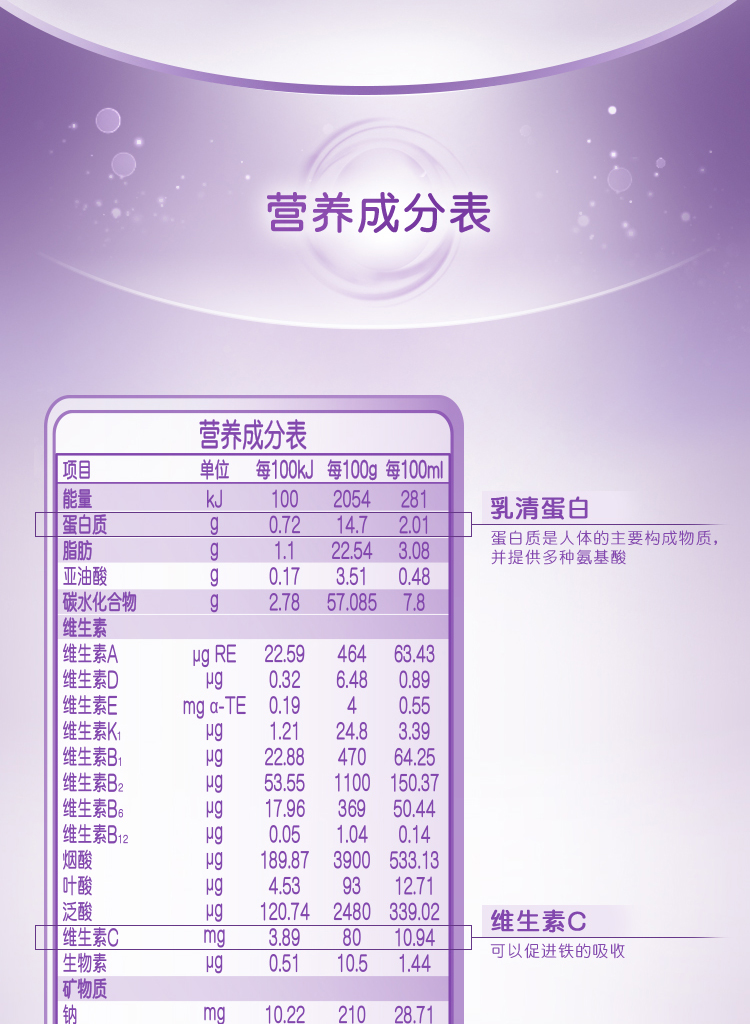 营养成分表
营养成分表
项目 单位 每100kJ 每100g 每100ml
能量 kJ 100 2054 281
蛋白质 g 0.72 14.7 2.01
乳清蛋白
蛋白质是人体的主要构成物质，
并提供多种氨基酸
脂肪 g 1.1 22.54 3.08
亚油酸 g 0.17 3.51 0.48
碳水化合物 g 2.78 57.085 7.8
维生素
维生素A μg RE 22.59 464 63.43
维生素D μg 0.32 6.48 0.89
维生素E mg α-TE 0.19 4 0.55
维生素K₁ μg 1.21 24.8 3.39
维生素B₁ μg 22.88 470 64.25
维生素B₂ μg 53.55 1100 150.37
维生素B₆ μg 17.96 369 50.44
维生素B₁₂ μg 0.05 1.04 0.14
烟酸 μg 189.87 3900 533.13
叶酸 μg 4.53 93 12.71
泛酸 μg 120.74 2480 339.02
维生素C mg 3.89 80 10.94
维生素C
可以促进铁的吸收
生物素 μg 0.51 10.5 1.44
矿物质
钠 mg 10.22 210 28.71